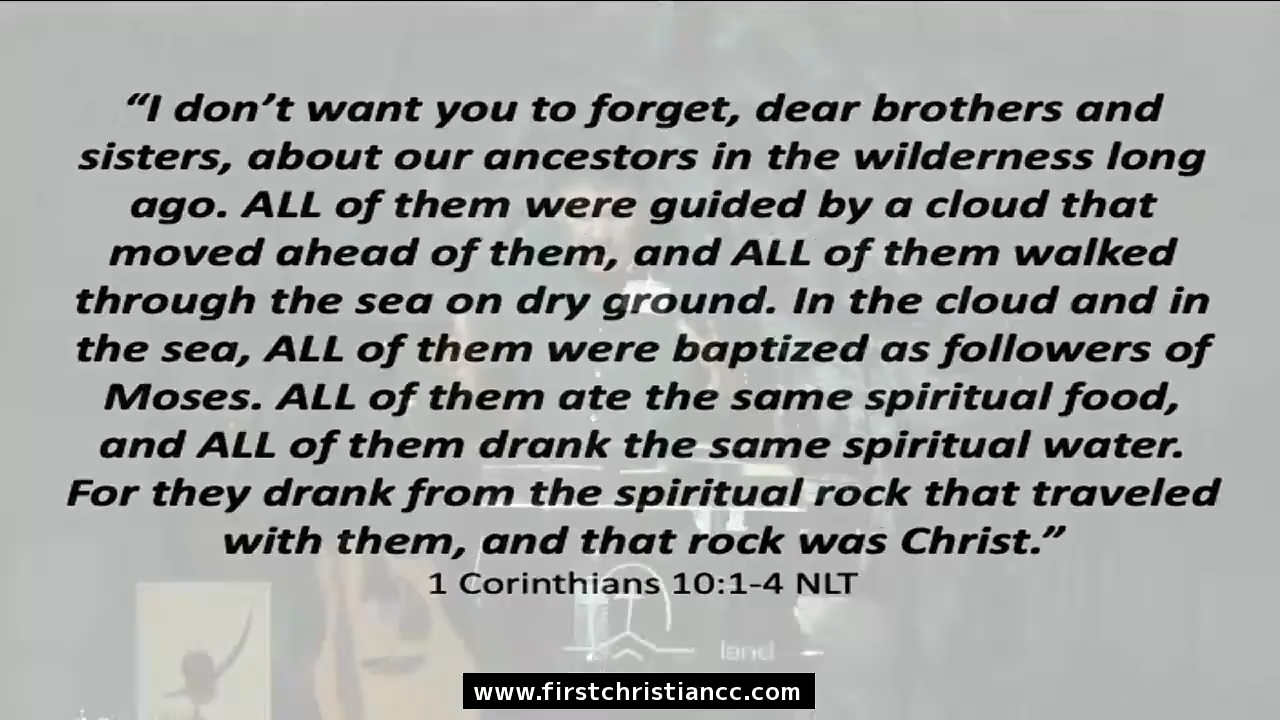 “I don’t want you to forget, dear brothers and
sisters, about our ancestors in the wilderness long
ago. ALL of them were guided by a cloud that
moved ahead of them, and ALL of them walked
through the sea on dry ground. In the cloud and in
the sea, ALL of them were baptized as followers of
Moses. ALL of them ate the same spiritual food,
and ALL of them drank the same spiritual water.
For they drank from the spiritual rock that traveled
with them, and that rock was Christ.”
1 Corinthians 10:1-4 NLT
land
www.firstchristiancc.com